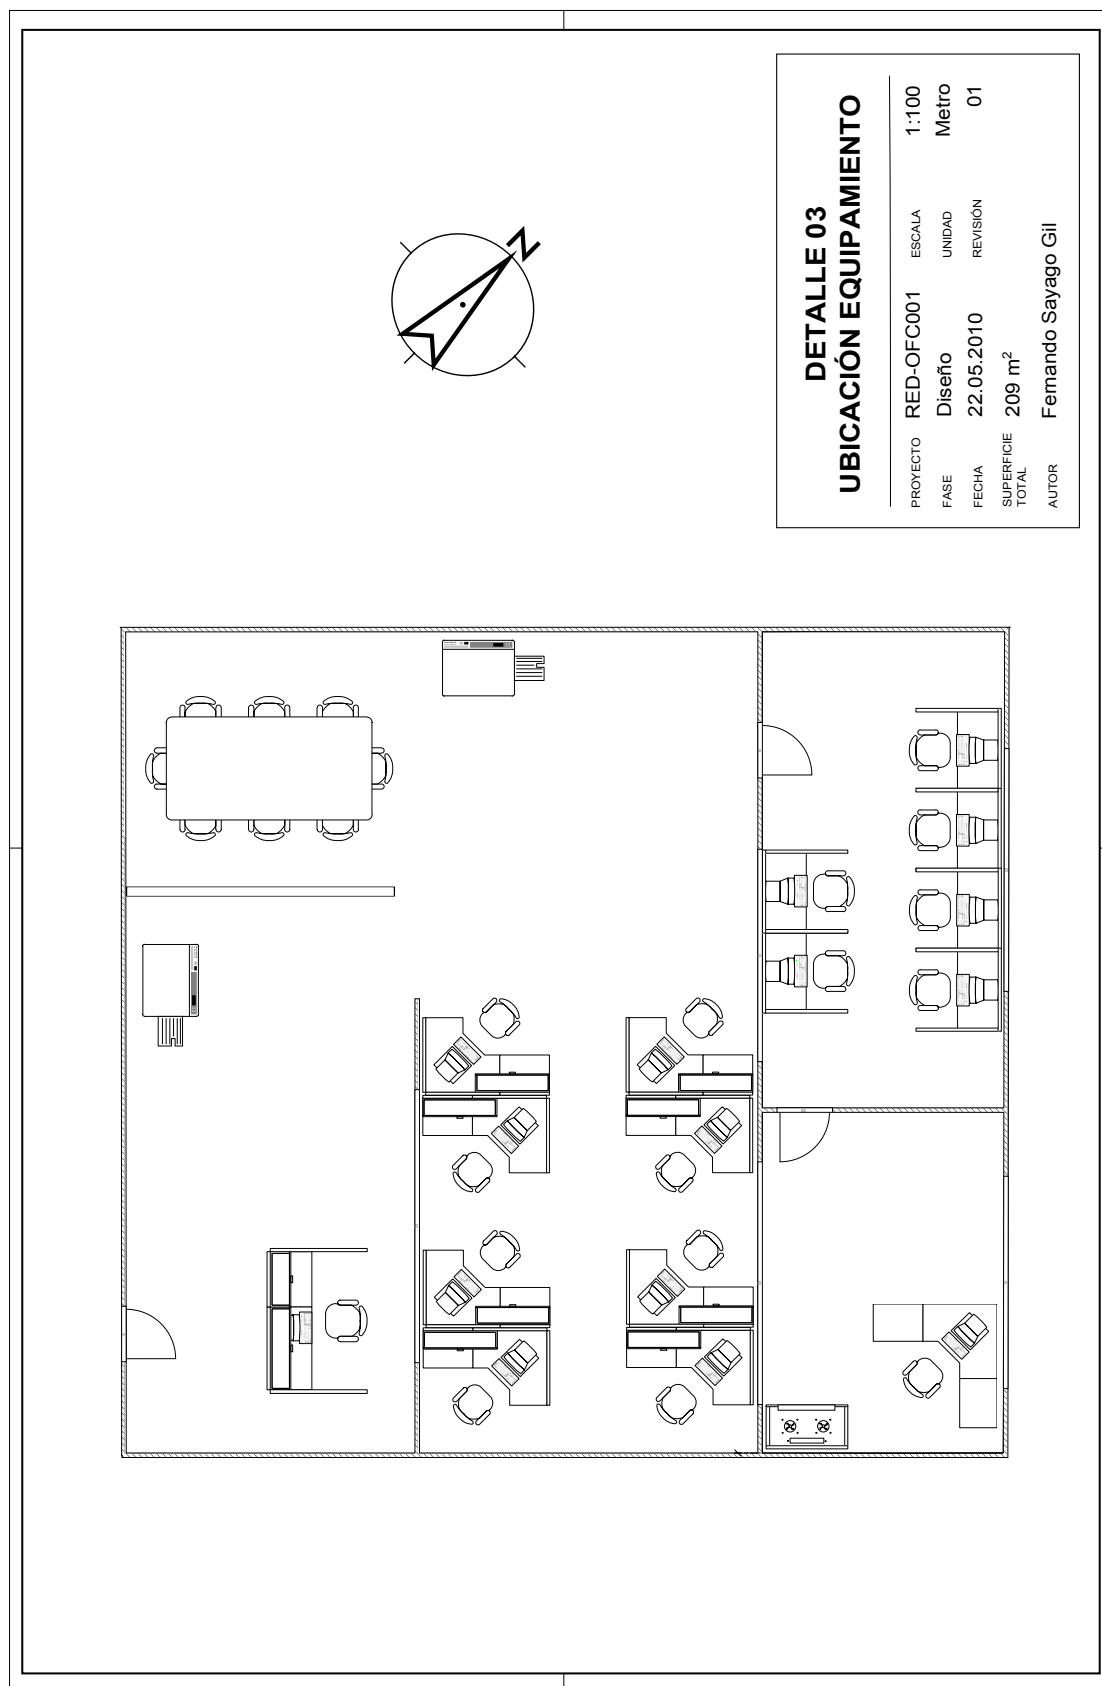 N
DETALLE 03
UBICACIÓN EQUIPAMIENTO
PROYECTO RED-OFC001 ESCALA 1:100
FASE Diseño UNIDAD Metro
FECHA 22.05.2010 REVISIÓN 01
SUPERFICIE
TOTAL 209 m²
AUTOR Fernando Sayago Gil